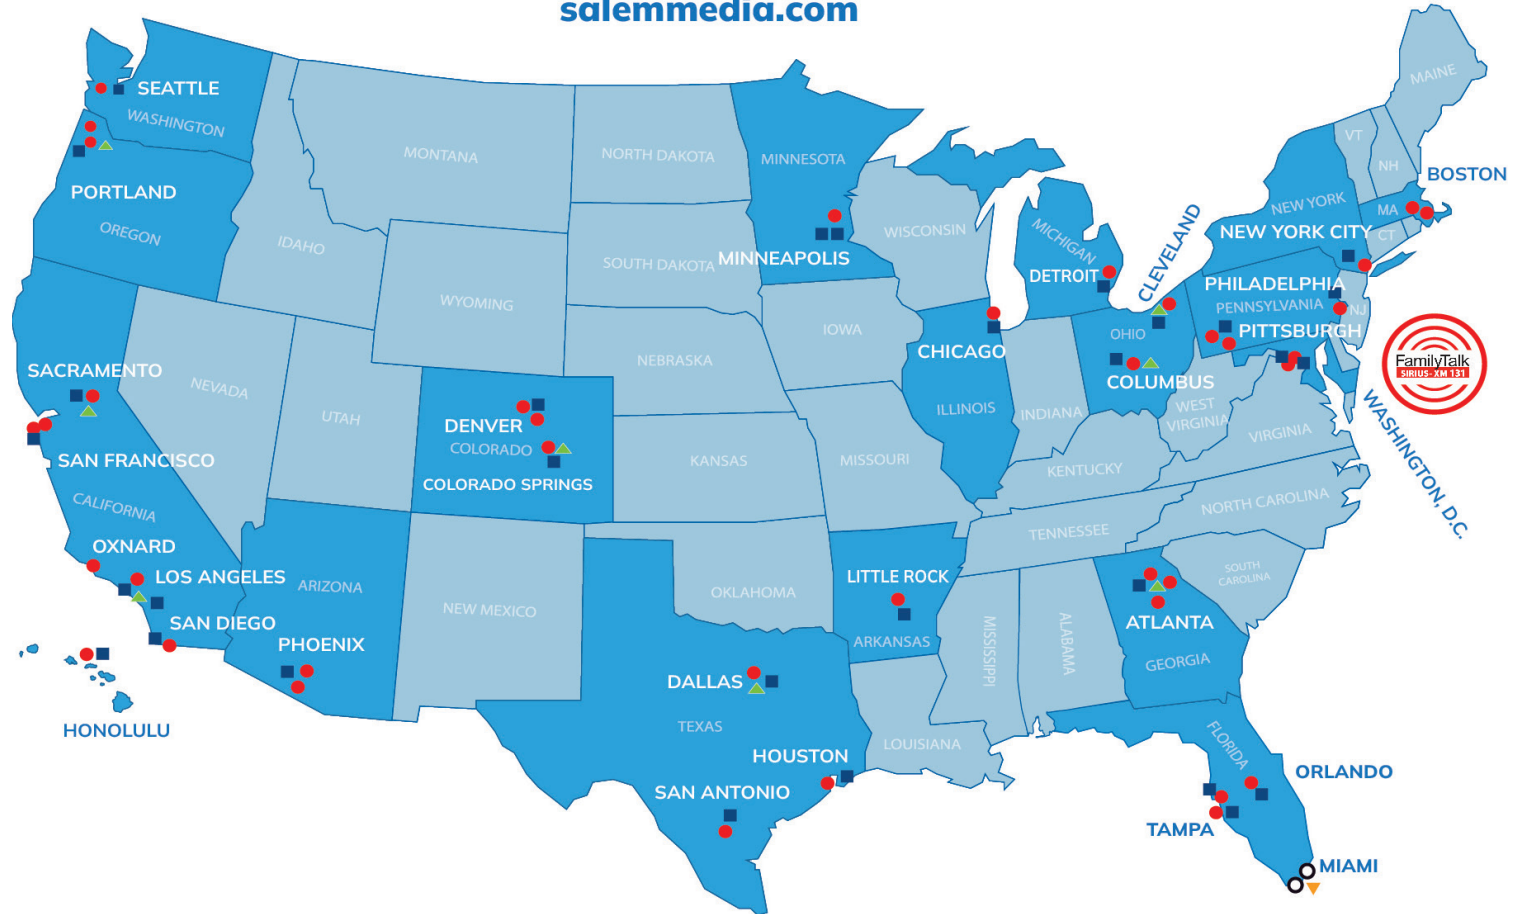 salemmedia.com
SEATTLE
WASHINGTON
PORTLAND
OREGON
IDAHO
MONTANA
NORTH DAKOTA
MINNESOTA
MINNEAPOLIS
SOUTH DAKOTA
WISCONSIN
MICHIGAN
DETROIT
CLEVELAND
MAINE
VT
NH
BOSTON
MA
CT
NEW YORK
NEW YORK CITY
PHILADELPHIA
PENNSYLVANIA
PITTSBURGH
NJ
FamilyTalk
SIRIUS-XM 131
WASHINGTON, D.C.
WYOMING
NEBRASKA
IOWA
CHICAGO
ILLINOIS
INDIANA
OHIO
COLUMBUS
WEST
VIRGINIA
VIRGINIA
SACRAMENTO
NEVADA
UTAH
SAN FRANCISCO
CALIFORNIA
DENVER
COLORADO
COLORADO SPRINGS
KANSAS
MISSOURI
KENTUCKY
NORTH CAROLINA
TENNESSEE
SOUTH
CAROLINA
OXNARD
LOS ANGELES
SAN DIEGO
ARIZONA
PHOENIX
NEW MEXICO
OKLAHOMA
LITTLE ROCK
ARKANSAS
MISSISSIPPI
ALABAMA
ATLANTA
GEORGIA
HONOLULU
DALLAS
TEXAS
HOUSTON
SAN ANTONIO
LOUISIANA
FLORIDA
ORLANDO
TAMPA
MIAMI